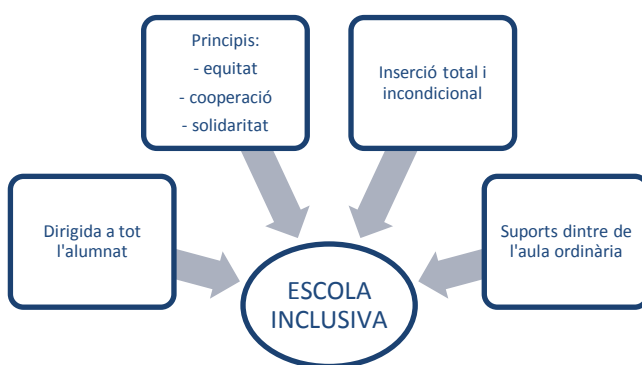 Principis:
- equitat
- cooperació
- solidaritat
Inserció total i
incondicional
Dirigida a tot
l'alumnat
Suports dintre de
l'aula ordinària
ESCOLA
INCLUSIVA